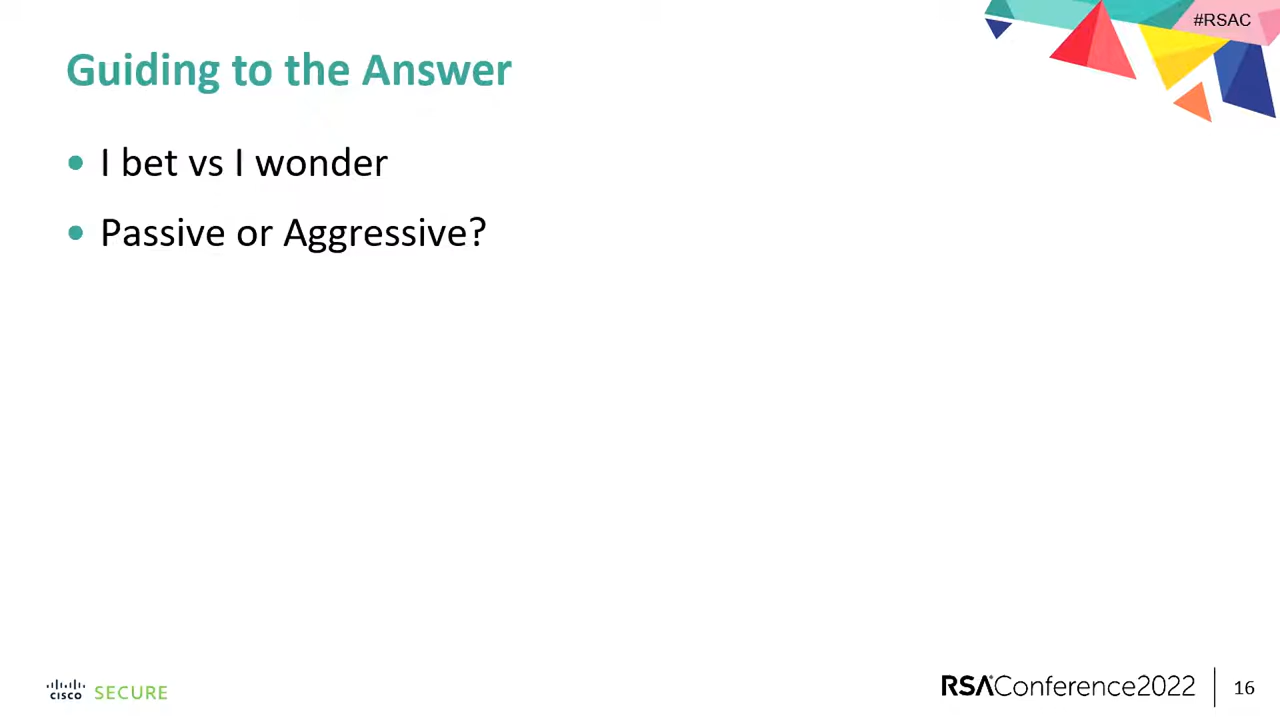 #RSAC
Guiding to the Answer
• I bet vs I wonder
• Passive or Aggressive?
CISCO SECURE
RSAConference2022 | 16